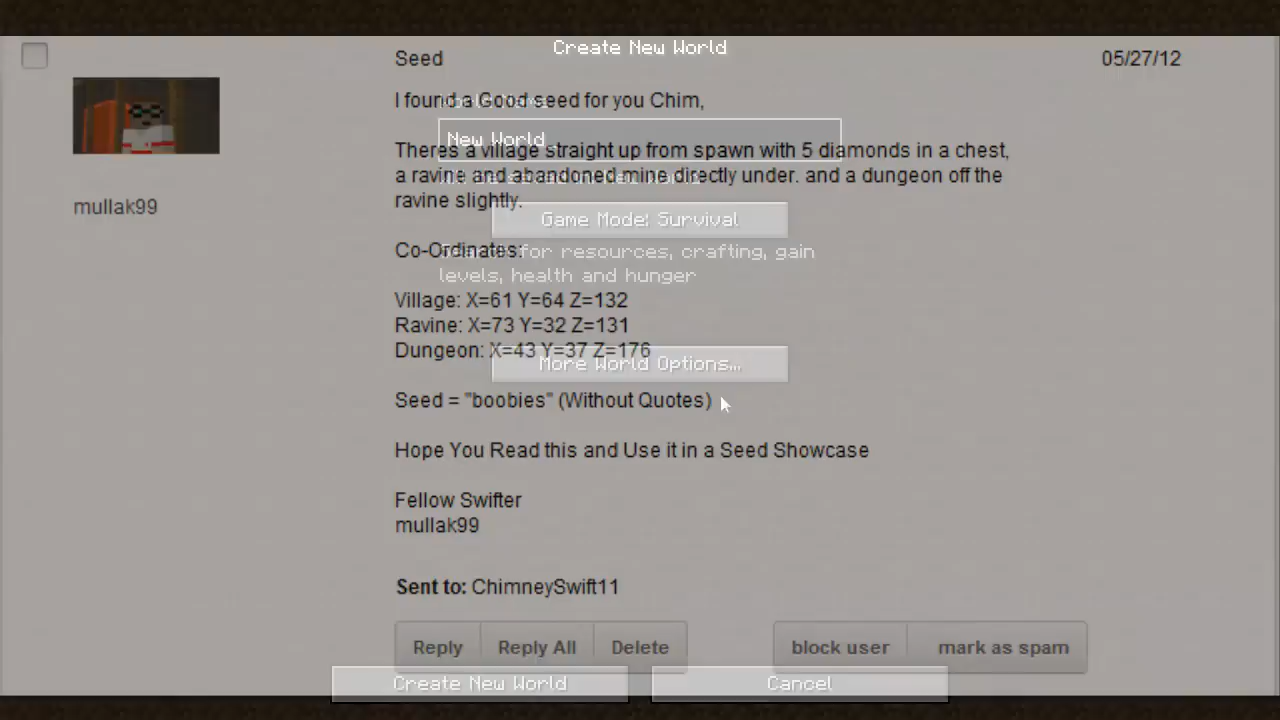 Create New World
Seed
05/27/12
I found a Good seed for you Chim,
New World
Theres a village straight up from spawn with 5 diamonds in a chest,
a ravine and abandoned mine directly under. and a dungeon off the
ravine slightly.
mullak99
Game Mode: Survival
Co-Ordinates:
for resources, crafting, gain
levels, health and hunger
Village: X=61 Y=64 Z=132
Ravine: X=73 Y=32 Z=131
Dungeon: X=43 Y=37 Z=176
More World Options...
Seed = "boobies" (Without Quotes)
Hope You Read this and Use it in a Seed Showcase
Fellow Swifter
mullak99
Sent to: ChimneySwift11
Reply
Reply All
Delete
block user
mark as spam
Create New World
Cancel